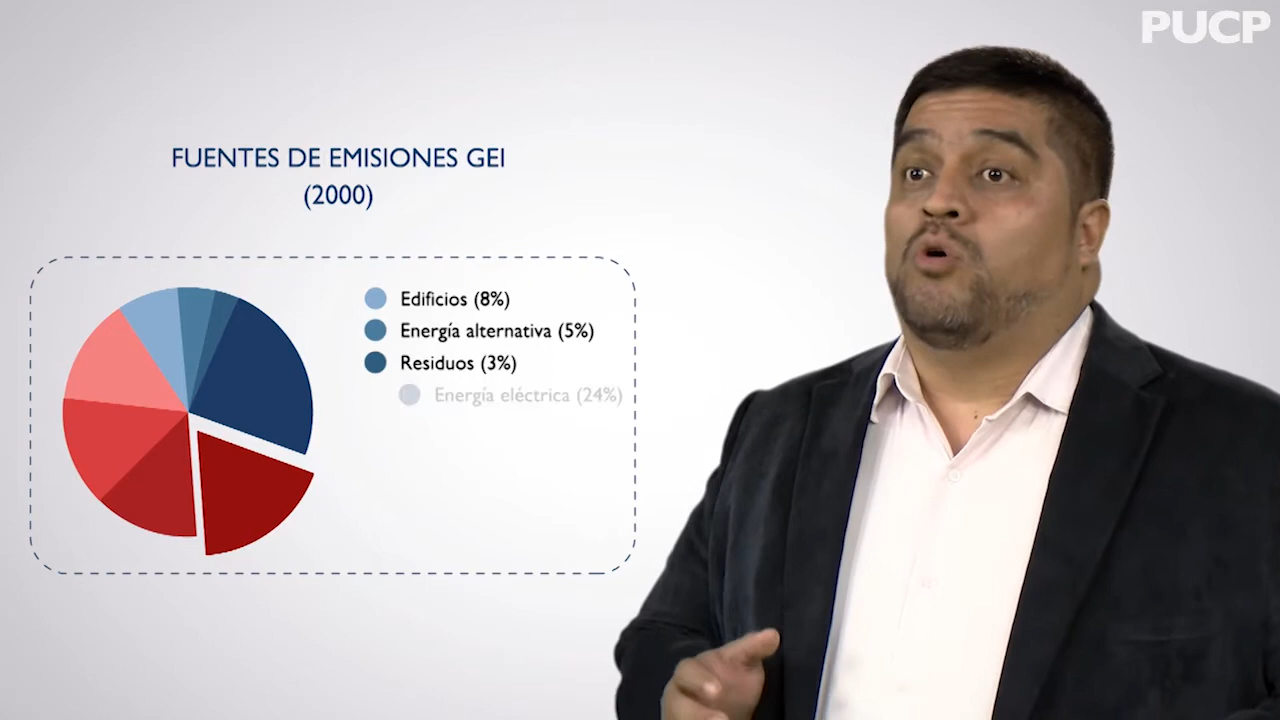 PUCP
FUENTES DE EMISIONES GEI
(2000)
Edificios (8%)
Energía alternativa (5%)
Residuos (3%)
Energía eléctrica (24%)